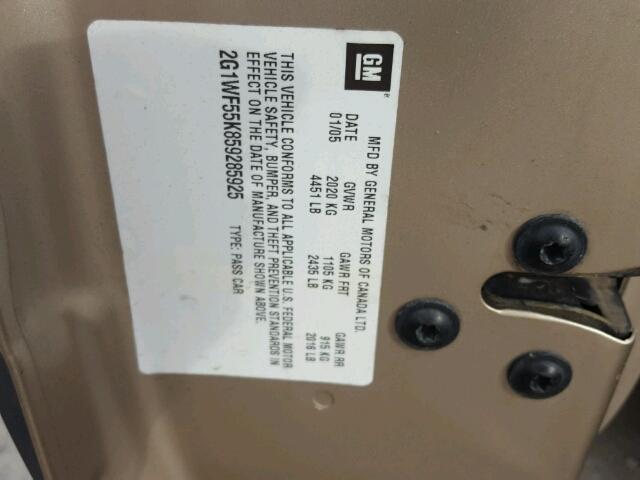 GM
®
MFD BY GENERAL MOTORS OF CANADA LTD.
DATE GVWR GAWR FRT GAWR RR
01/05 2020 KG 1105 KG 915 KG
4451 LB 2435 LB 2016 LB
THIS VEHICLE CONFORMS TO ALL APPLICABLE U.S. FEDERAL MOTOR
VEHICLE SAFETY, BUMPER, AND THEFT PREVENTION STANDARDS IN
EFFECT ON THE DATE OF MANUFACTURE SHOWN ABOVE.
2G1WF55K859285925 TYPE: PASS CAR